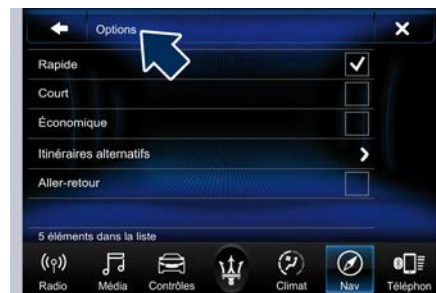 Options
Rapide
Court
Économique
Itinéraires alternatifs
Aller-retour
5 éléments dans la liste
Radio Média Contrôles Climat Nav Téléphon